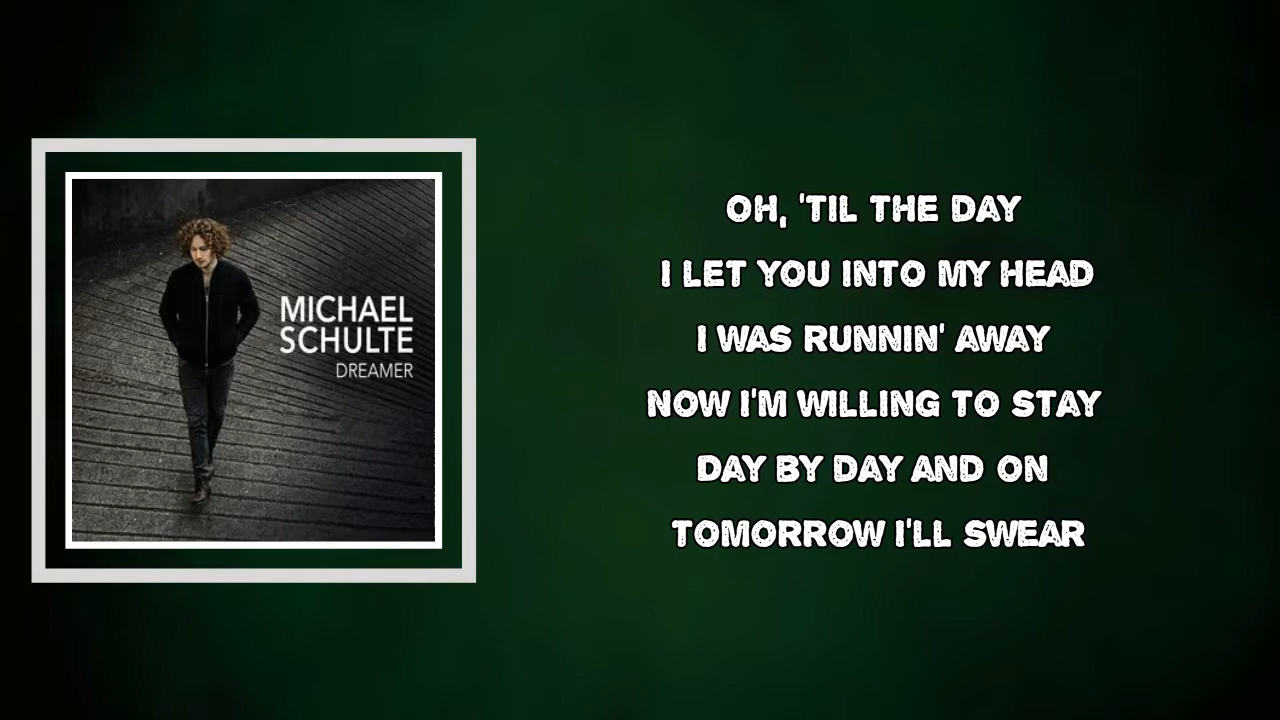 MICHAEL
SCHULTE
DREAMER
OH, 'TIL THE DAY
I LET YOU INTO MY HEAD
I WAS RUNNIN' AWAY
NOW I'M WILLING TO STAY
DAY BY DAY AND ON
TOMORROW I'LL SWEAR